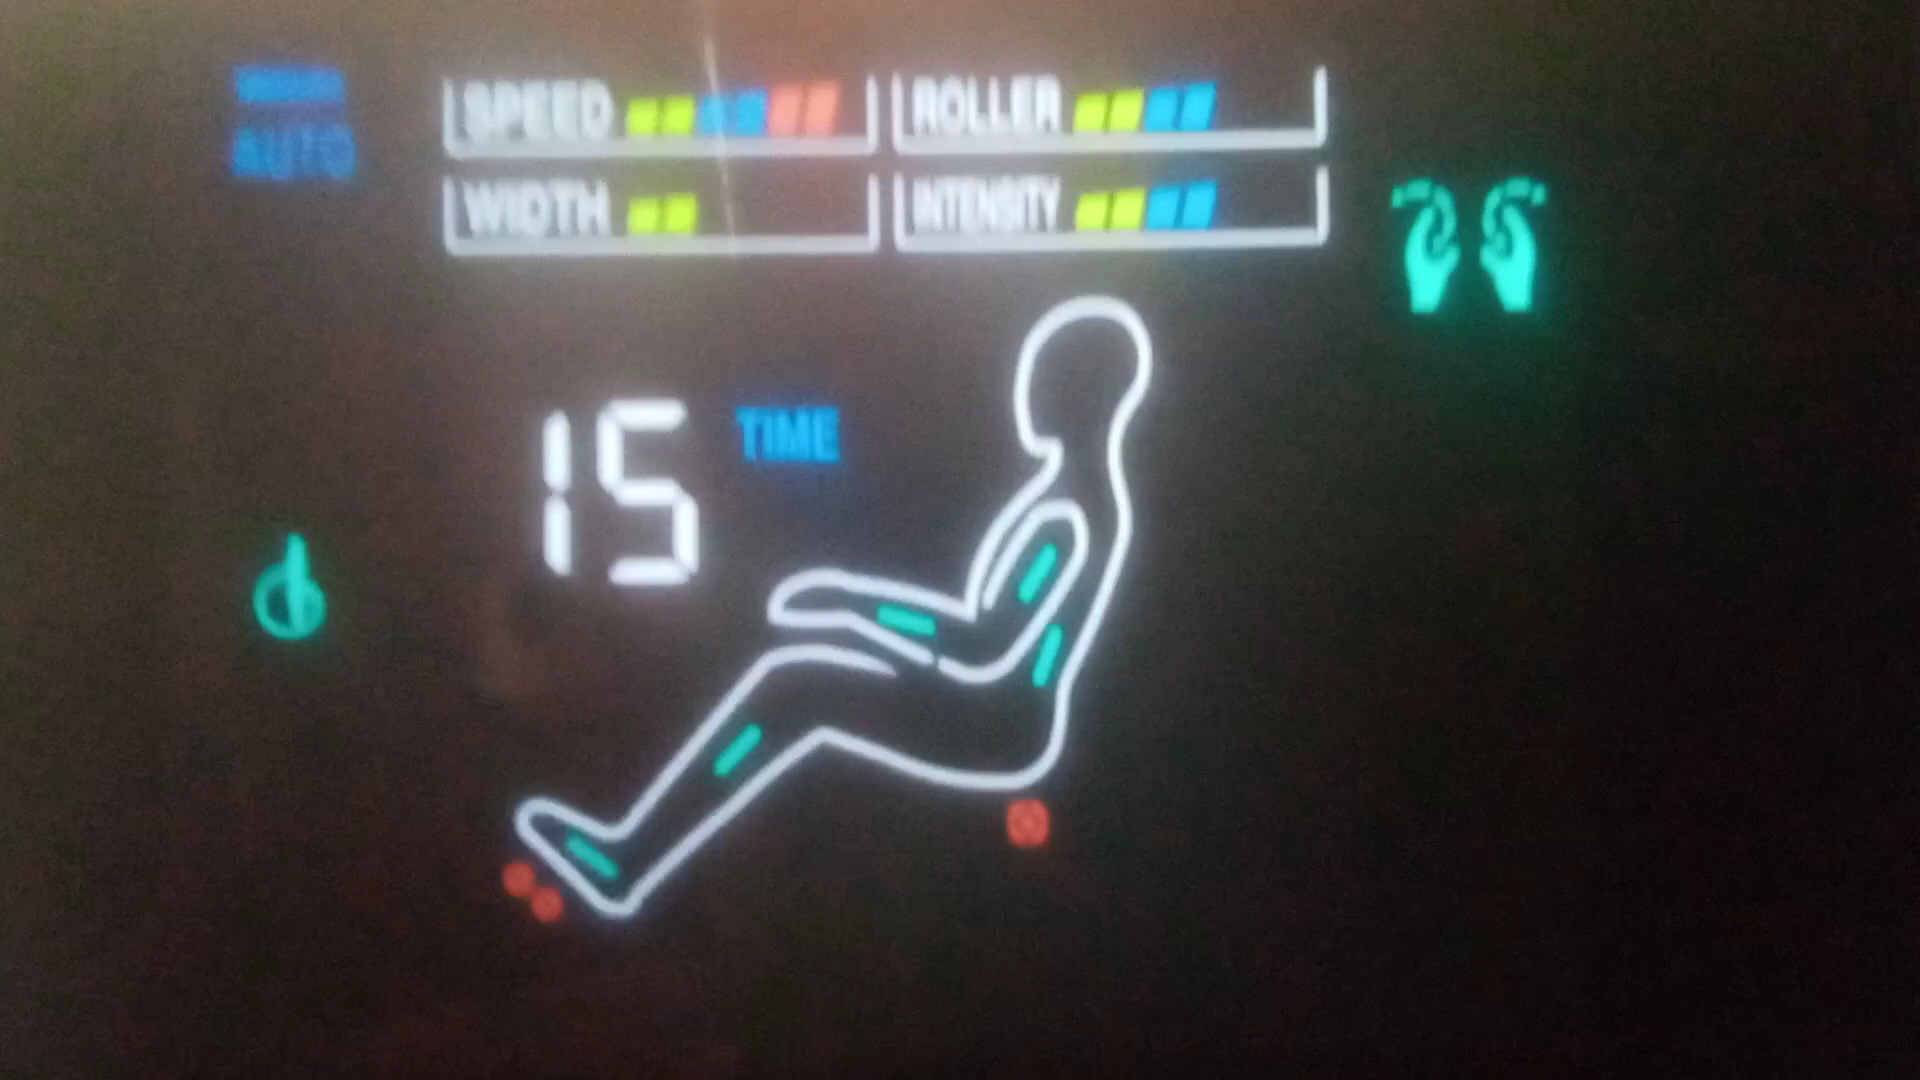 AUTO
SPEED
ROLLER
WIDTH
INTENSITY
15 TIME